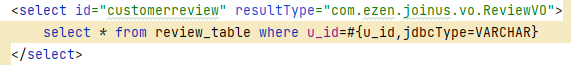 <select id="customerreview" resultType="com.ezen.joinus.vo.ReviewVO">
    select * from review_table where u_id=#{u_id,jdbcType=VARCHAR}
</select>